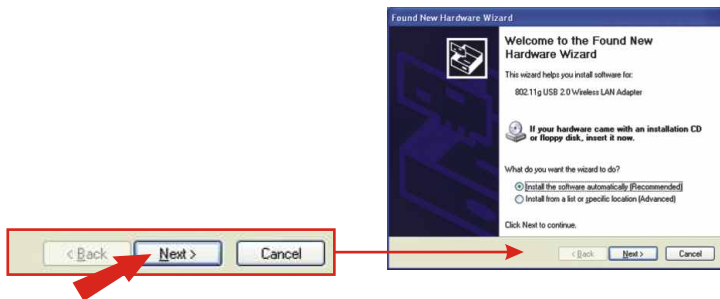 Found New Hardware Wizard
Welcome to the Found New
Hardware Wizard
This wizard helps you install software for:
802.11g USB 2.0 Wireless LAN Adapter
If your hardware came with an installation CD
or floppy disk, insert it now.
What do you want the wizard to do?
Install the software automatically (Recommended)
Install from a list or specific location (Advanced)
Click Next to continue.
< Back Next > Cancel
< Back Next > Cancel